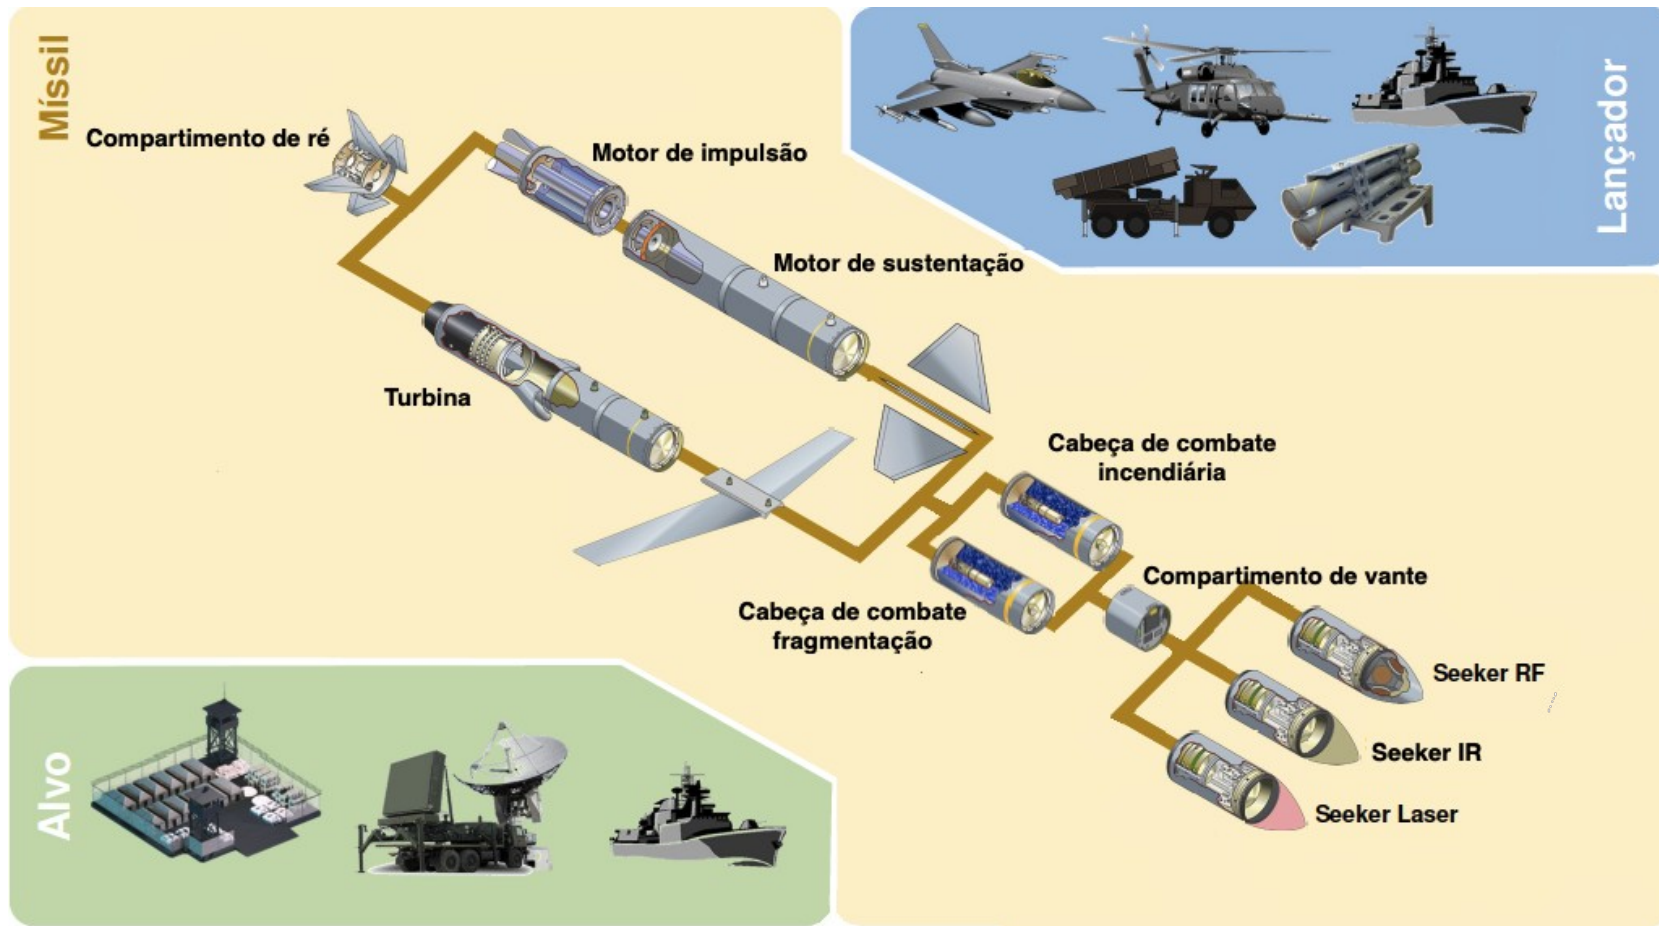 Míssil
Compartimento de ré
Motor de impulsão
Motor de sustentação
Turbina
Cabeça de combate
incendiária
Cabeça de combate
fragmentação
Compartimento de vante
Seeker RF
Seeker IR
Seeker Laser
Lançador
Alvo